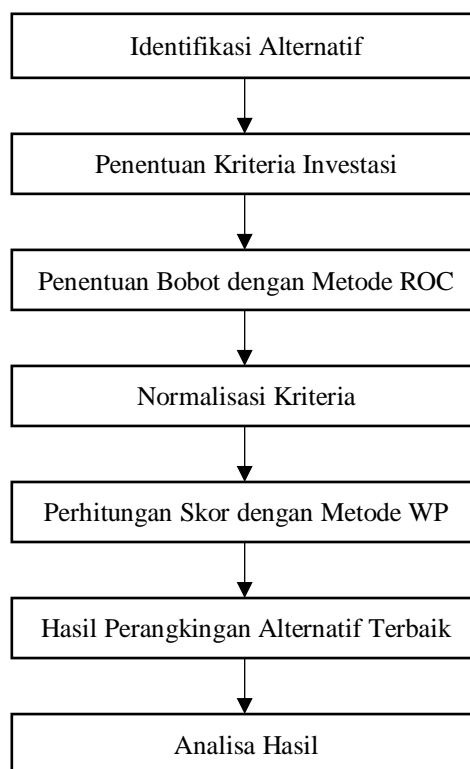 Identifikasi Alternatif
Penentuan Kriteria Investasi
Penentuan Bobot dengan Metode ROC
Normalisasi Kriteria
Perhitungan Skor dengan Metode WP
Hasil Perangkingan Alternatif Terbaik
Analisa Hasil